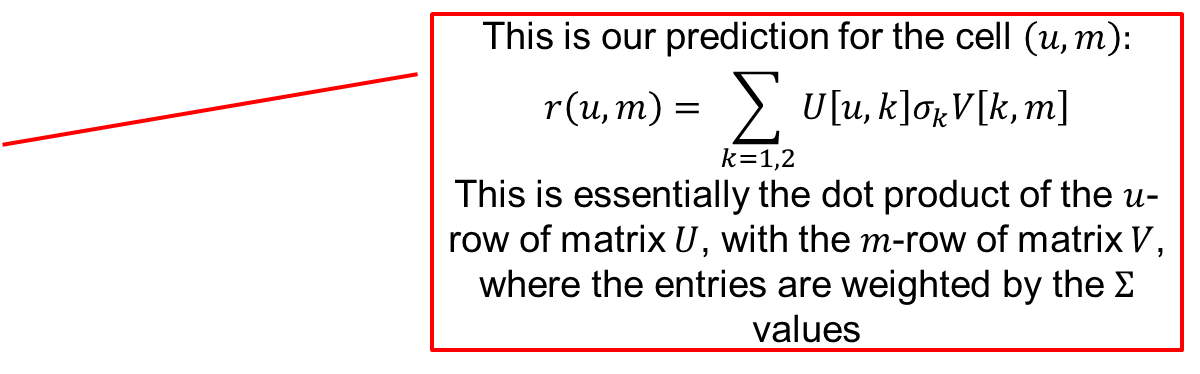 This is our prediction for the cell (𝑢, 𝑚):
𝑟(𝑢, 𝑚) = ∑ 𝑈[𝑢, 𝑘]𝜎ₖ𝑉[𝑘, 𝑚]
𝑘=1,2
This is essentially the dot product of the 𝑢-
row of matrix 𝑈, with the 𝑚-row of matrix 𝑉,
where the entries are weighted by the Σ
values